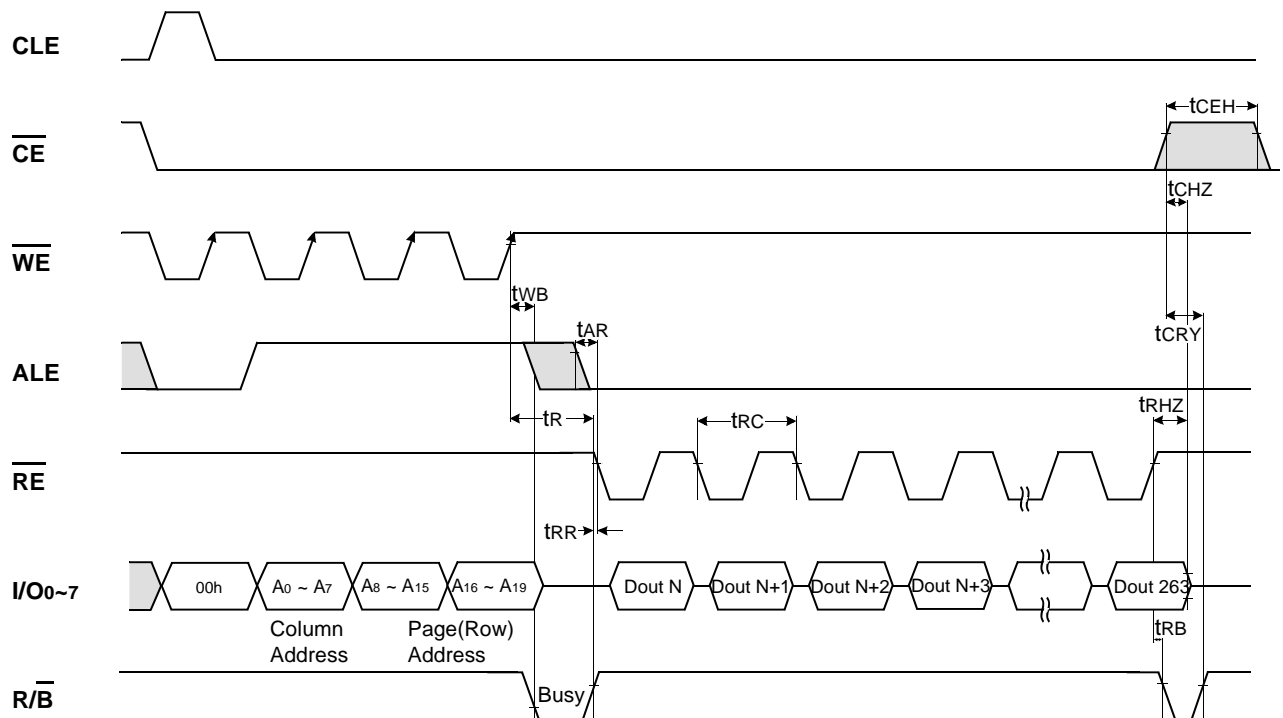 CLE
tCEH
CE
tCHZ
WE
tWB
tCRY
tAR
ALE
tR
tRC
tRHZ
RE
tRR
I/O0~7
00h
A0 ~ A7
A8 ~ A15
A16 ~ A19
Dout N
Dout N+1
Dout N+2
Dout N+3
Dout 263
Column
Address
Page(Row)
Address
tRB
R/B
Busy